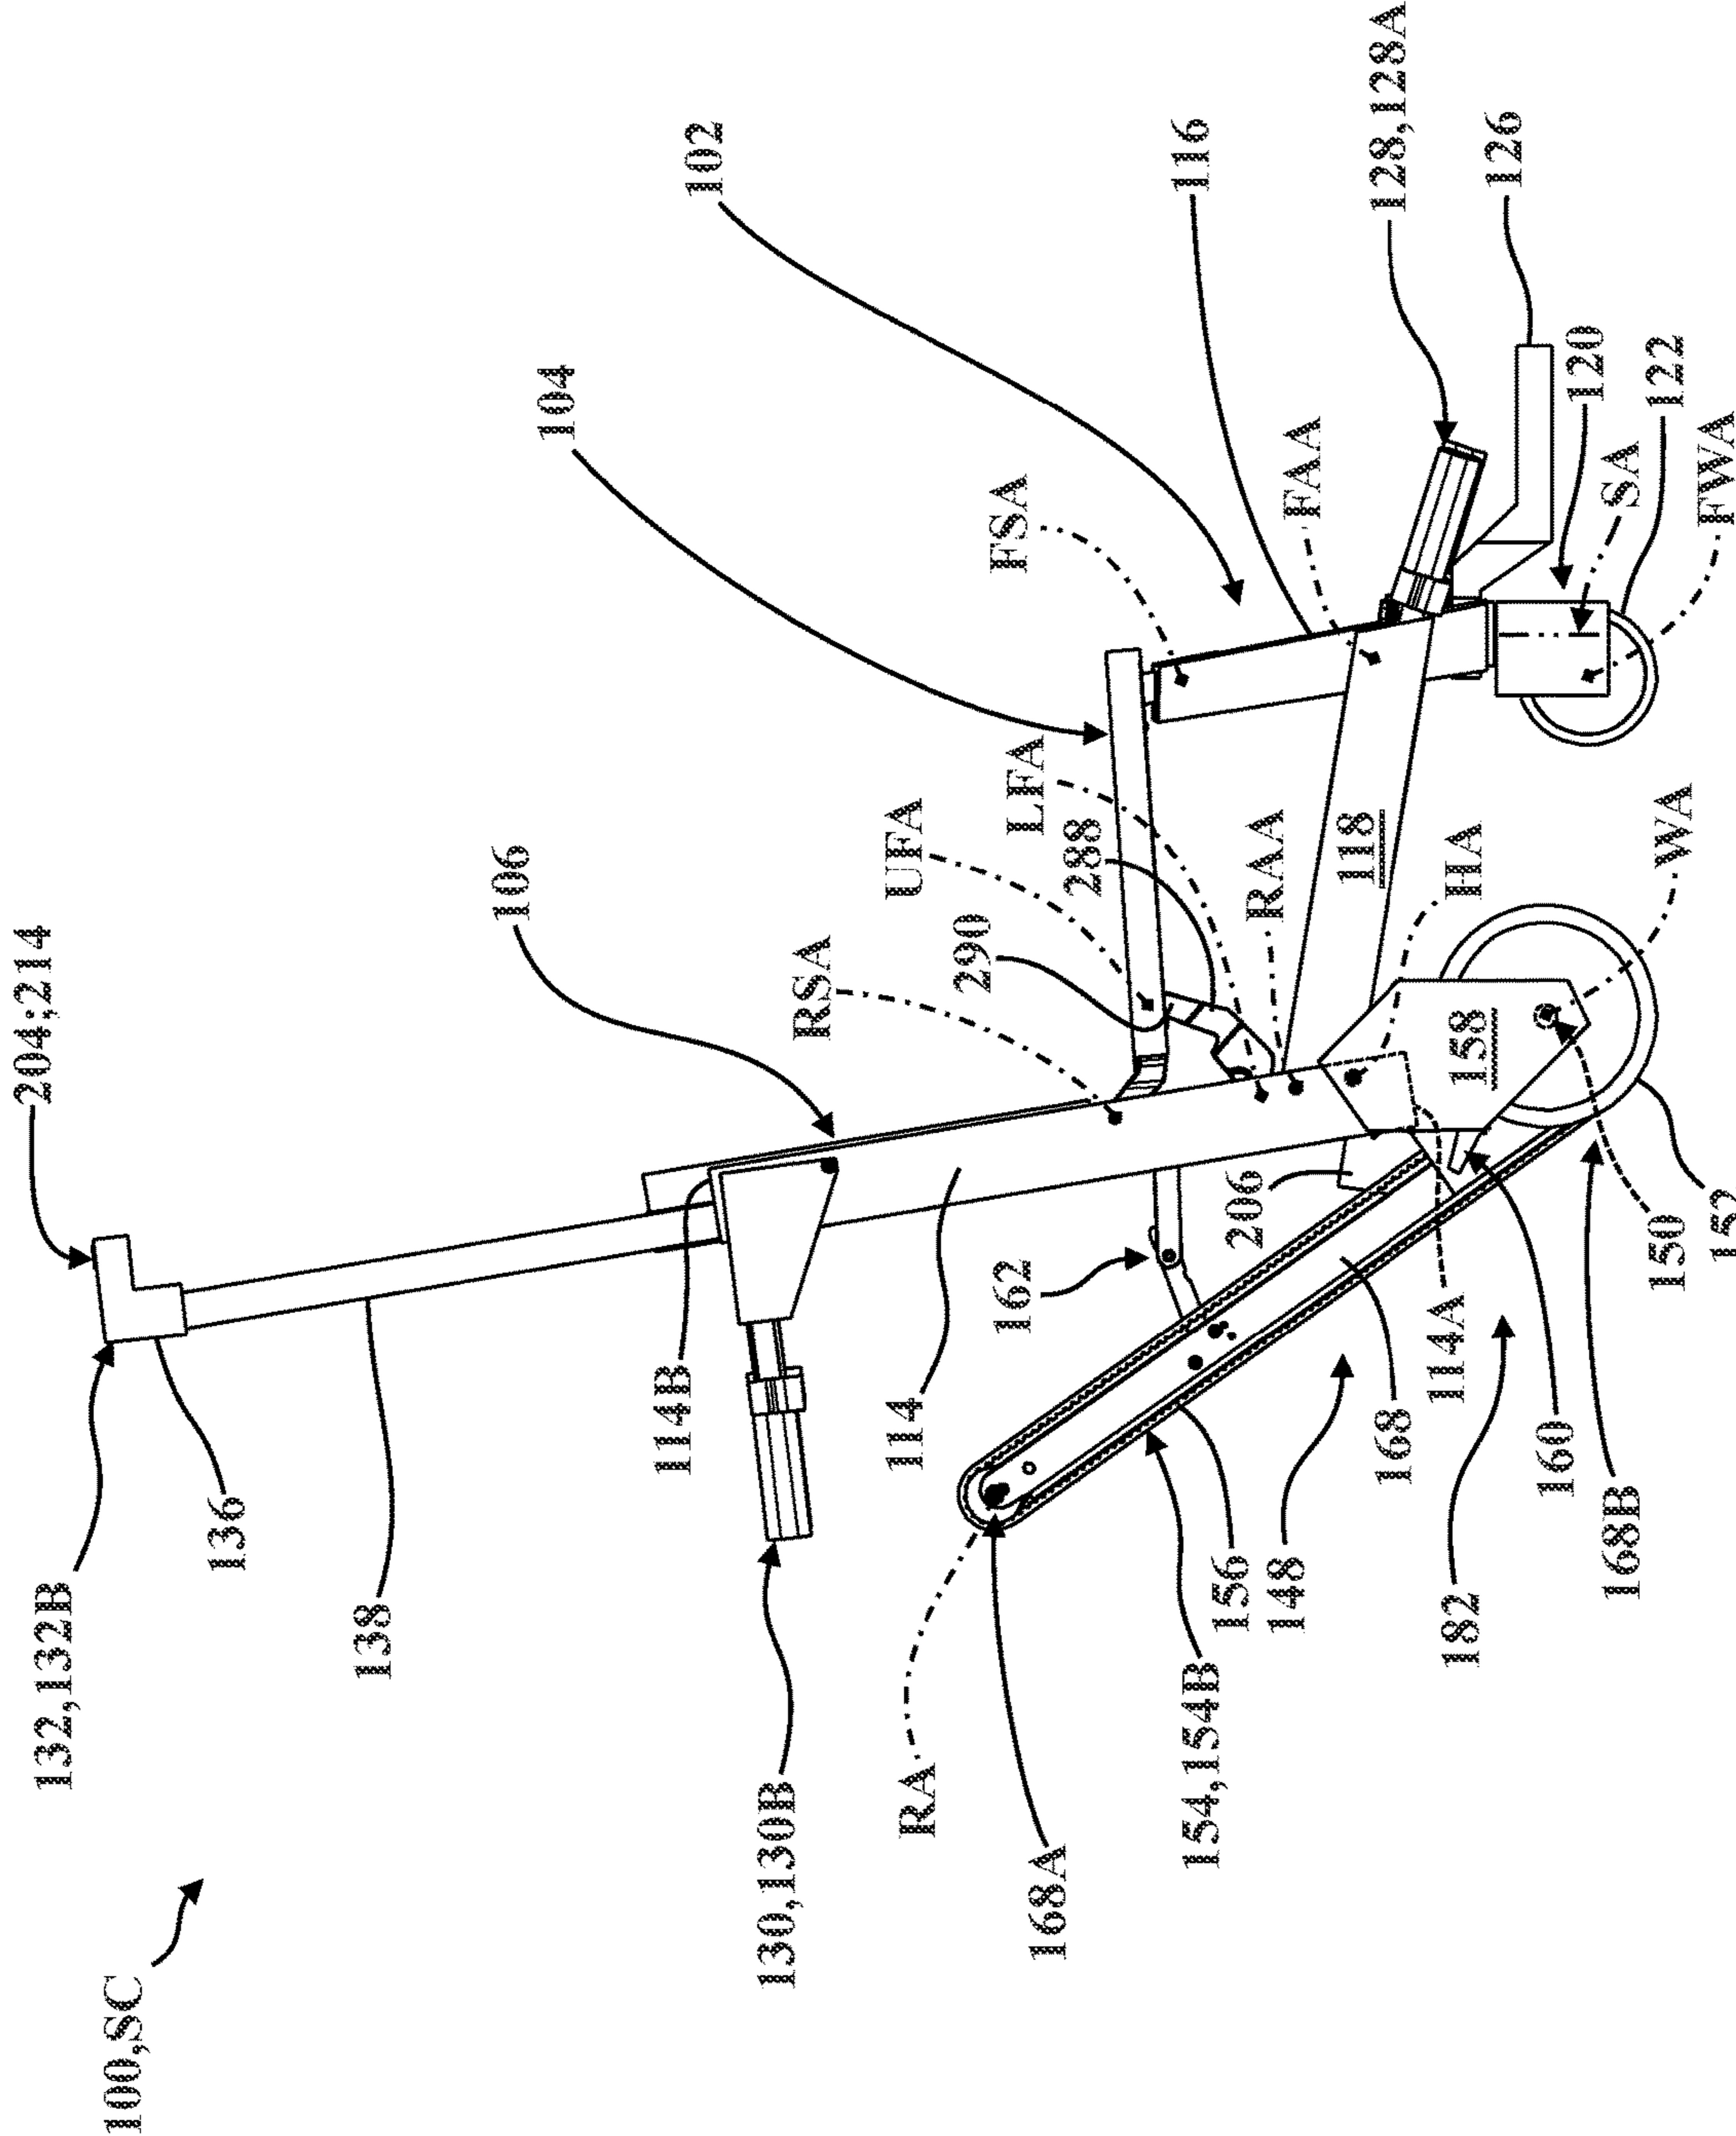 100,SC
132,132B
204;214
136
138
130,130B
114B
106
104
102
116
128,128A
126
114
RSA
UFA
LFA
290
288
FSA
FAA
RAA
118
HA
120
122
SA
FWA
RA
168A
162
206
154,154B
156
148
168
182
114A
160
168B
150
152
158
WA